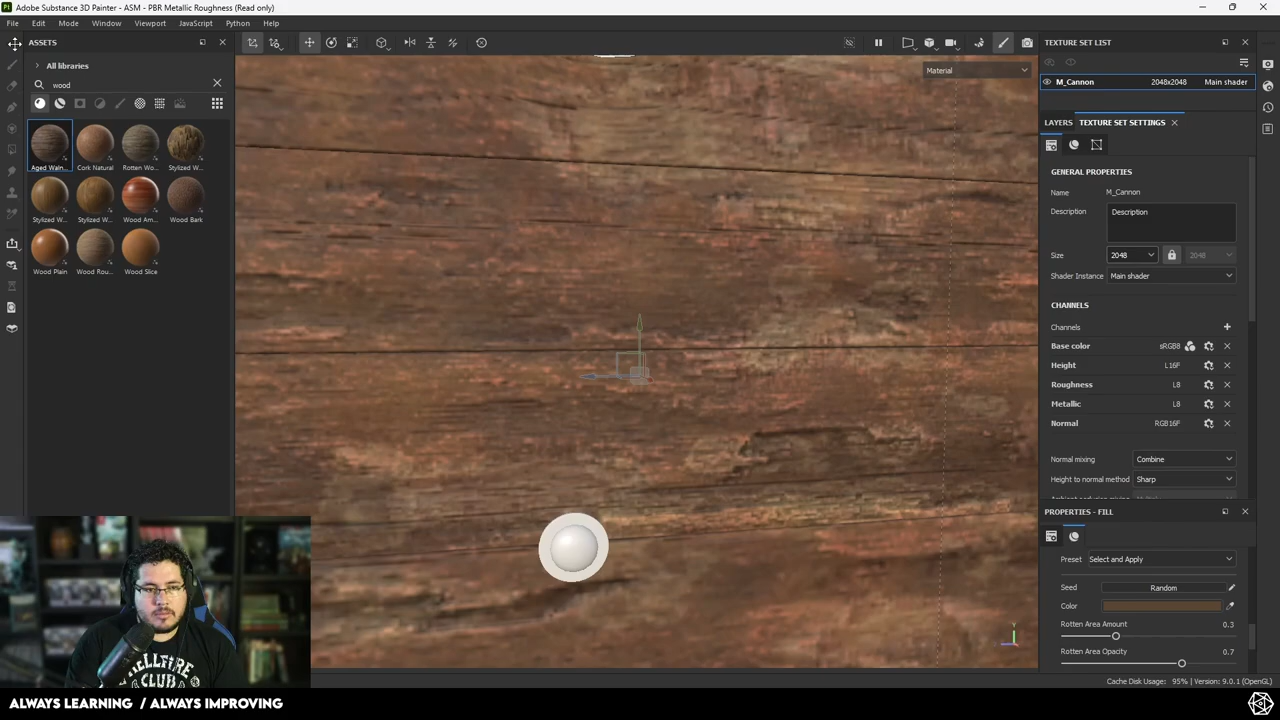 Adobe Substance 3D Painter - ASM - PBR Metallic Roughness (Read only)
File Edit Mode Window Viewport JavaScript Python Help
ASSETS
All libraries
wood
Aged Waln...
Cork Natural
Rotten Wo...
Stylized W...
Stylized W...
Stylized W...
Wood Am...
Wood Bark
Wood Plain
Wood Rou...
Wood Slice
Material
Y
HELLFIRE
CLUB
TEXTURE SET LIST
M_Cannon 2048x2048 Main shader
LAYERS TEXTURE SET SETTINGS
GENERAL PROPERTIES
Name M_Cannon
Description Description
Size 2048 2048
Shader Instance Main shader
CHANNELS
Channels
Base color sRGB8
Height L16F
Roughness L8
Metallic L8
Normal RGB16F
Normal mixing Combine
Height to normal method Sharp
PROPERTIES - FILL
Preset Select and Apply
Seed Random
Color
Rotten Area Amount 0.3
Rotten Area Opacity 0.7
Cache Disk Usage: 95% | Version: 9.0.1 (OpenGL)
ALWAYS LEARNING / ALWAYS IMPROVING